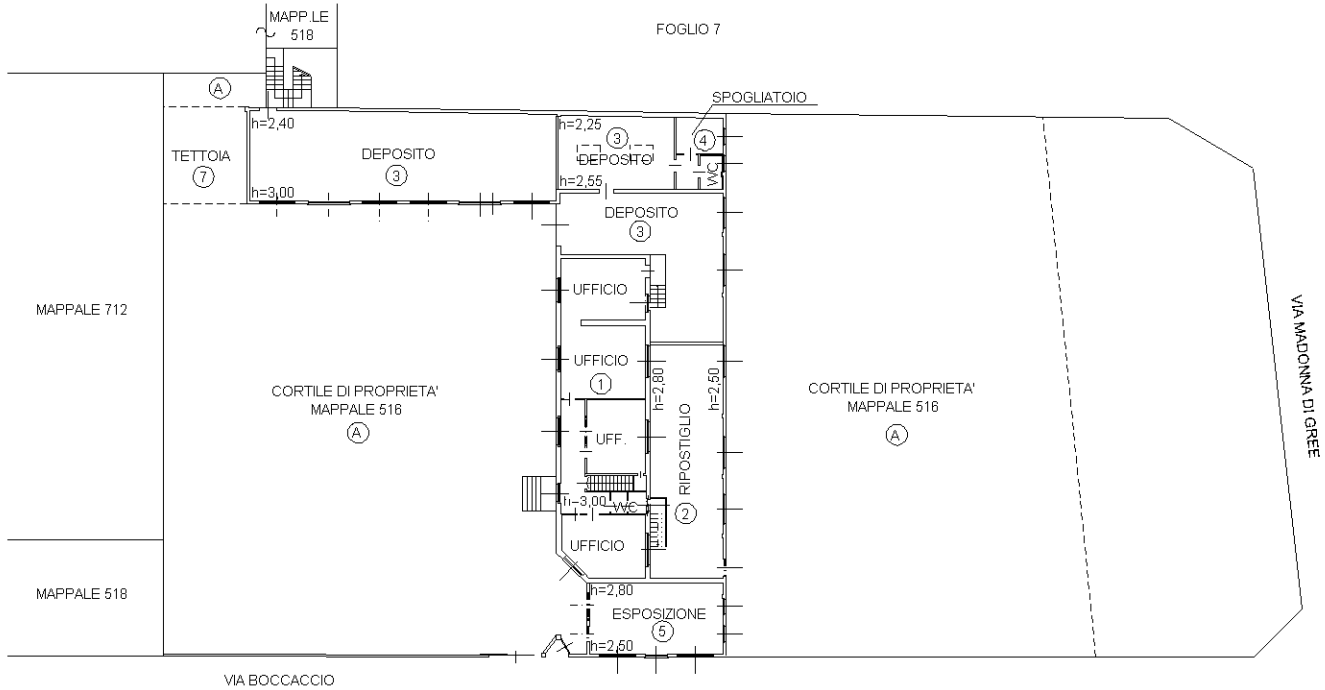 MAPP.LE
518
FOGLIO 7
A
SPOGLIATOIO
h=2,40
DEPOSITO
3
h=3,00
TETTOIA
7
h=2,25
3
DEPOSITO
h=2,55
4
WC
DEPOSITO
3
UFFICIO
MAPPALE 712
UFFICIO
1
h=2,80
h=2,50
CORTILE DI PROPRIETA'
MAPPALE 516
A
CORTILE DI PROPRIETA'
MAPPALE 516
A
VIA MADONNA DI GREE
UFF.
RIPOSTIGLIO
2
h=3,00
WC
UFFICIO
MAPPALE 518
h=2,80
ESPOSIZIONE
5
h=2,50
VIA BOCCACCIO